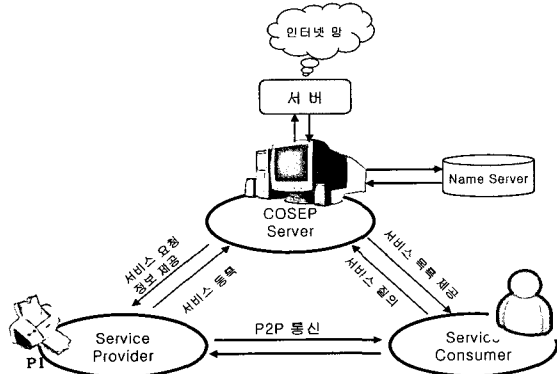 인터넷 망
서 버
Name Server
COSEP
Server
서비스 요청
정보 제공
서비스 등록
서비스 목록 제공
서비스 질의
P2P 통신
PI
Service
Provider
Service
Consumer